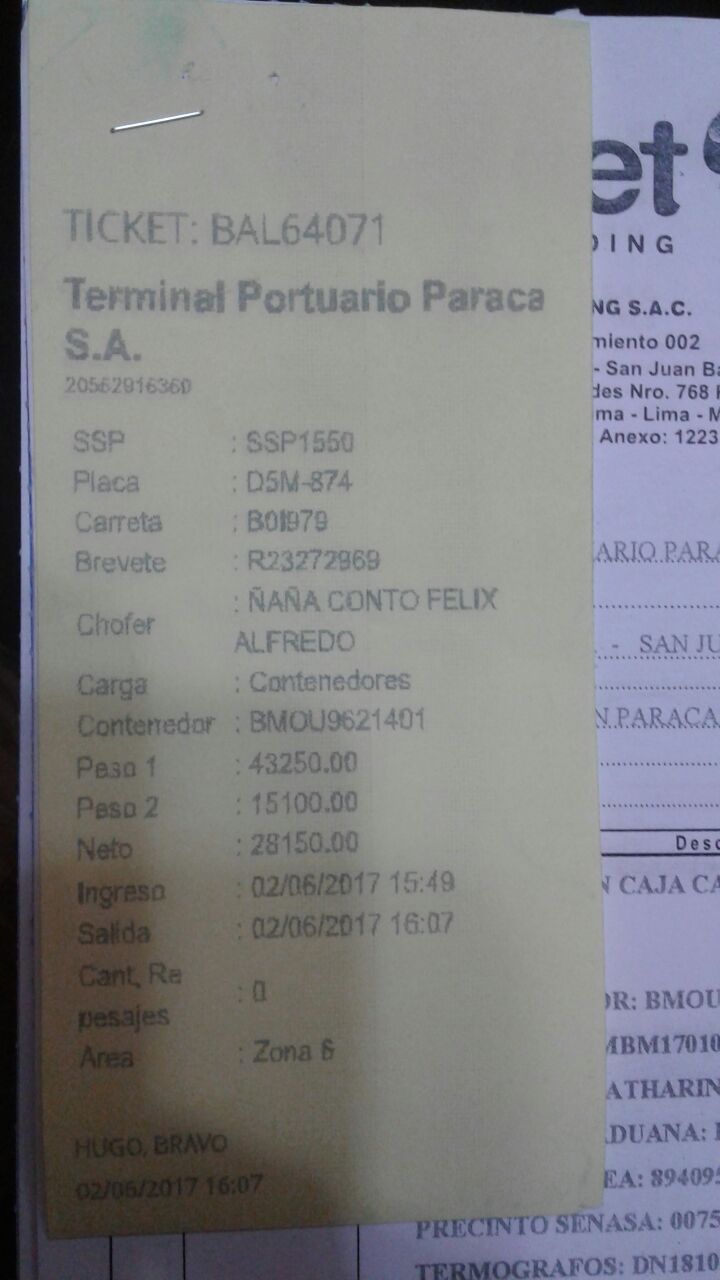 TICKET: BAL64071
Terminal Portuario Paraca
S.A.
20562916360
SSP : SSP1550
Placa : D5M-874
Carreta : B0I979
Brevete : R23272969
Chofer : ÑAÑA CONTO FELIX
ALFREDO
Carga : Contenedores
Contenedor : BMOU9621401
Peso 1 : 43250.00
Peso 2 : 15100.00
Neto : 28150.00
Ingreso : 02/06/2017 15:49
Salida : 02/06/2017 16:07
Cant. Re
pesajes : 0
Area : Zona 6
HUGO, BRAVO
02/06/2017 16:07
et
DING
NG S.A.C.
miento 002
- San Juan Ba
des Nro. 768
ma - Lima - M
Anexo: 1223
ARIO PARA
- SAN JU
N PARACA
Desc
N CAJA CA
OR: BMOU
MBM17010
ATHARIN
DUANA:
EA: 89409
PRECINTO SENASA: 0075
TERMOGRAFOS: DN1810